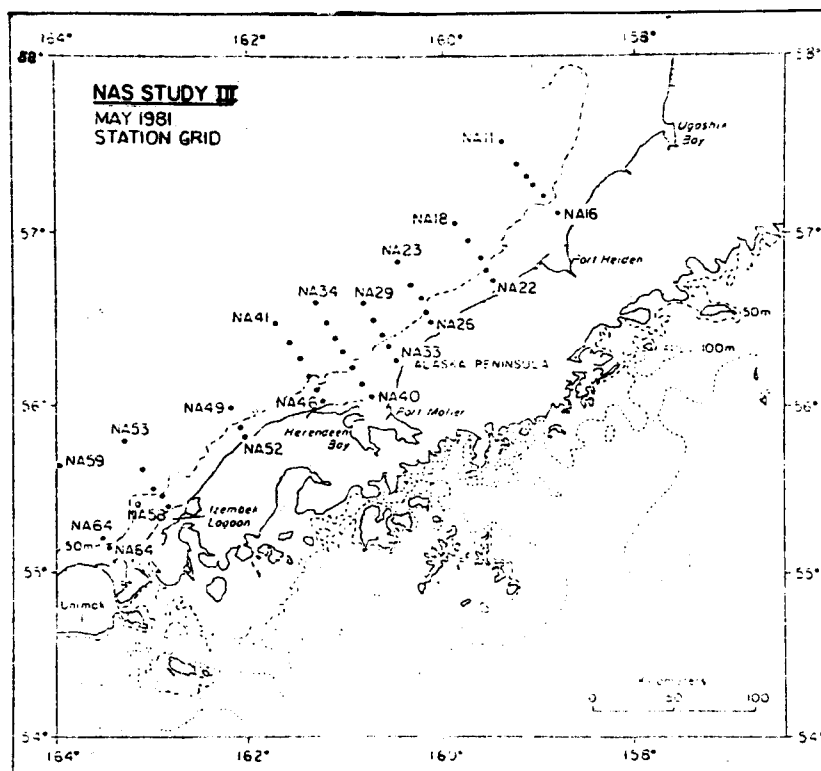 164° 162° 160° 158°
58° 58°
NAS STUDY III
MAY 1981
STATION GRID
NA11
Ugashik
Bay
NA16
NA18
57° 57°
NA23
Port Heiden
NA22
NA34 NA29
NA41
NA26
50m
NA33
100m
ALASKA PENINSULA
56° 56°
NA49 NA46 NA40
Port Moller
NA53
Herendeen
Bay
NA52
NA59
NA58
Izembek
Lagoon
NA64
50m NA64
55° 55°
Unimak
I
Kilometers
0 50 100
54° 54°
164° 162° 160° 158°